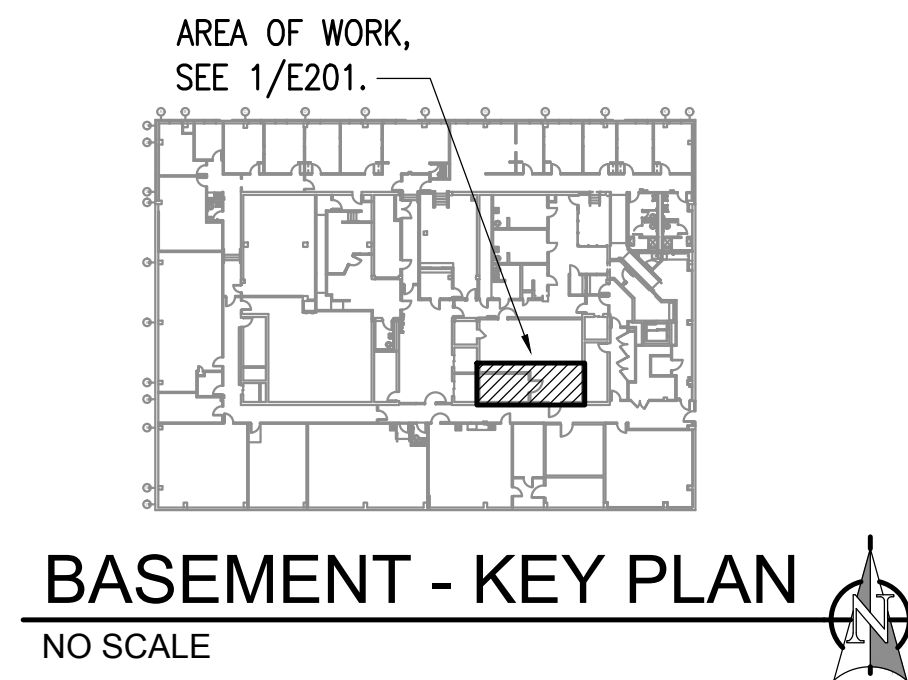 AREA OF WORK,
SEE 1/E201.
BASEMENT - KEY PLAN
N
NO SCALE